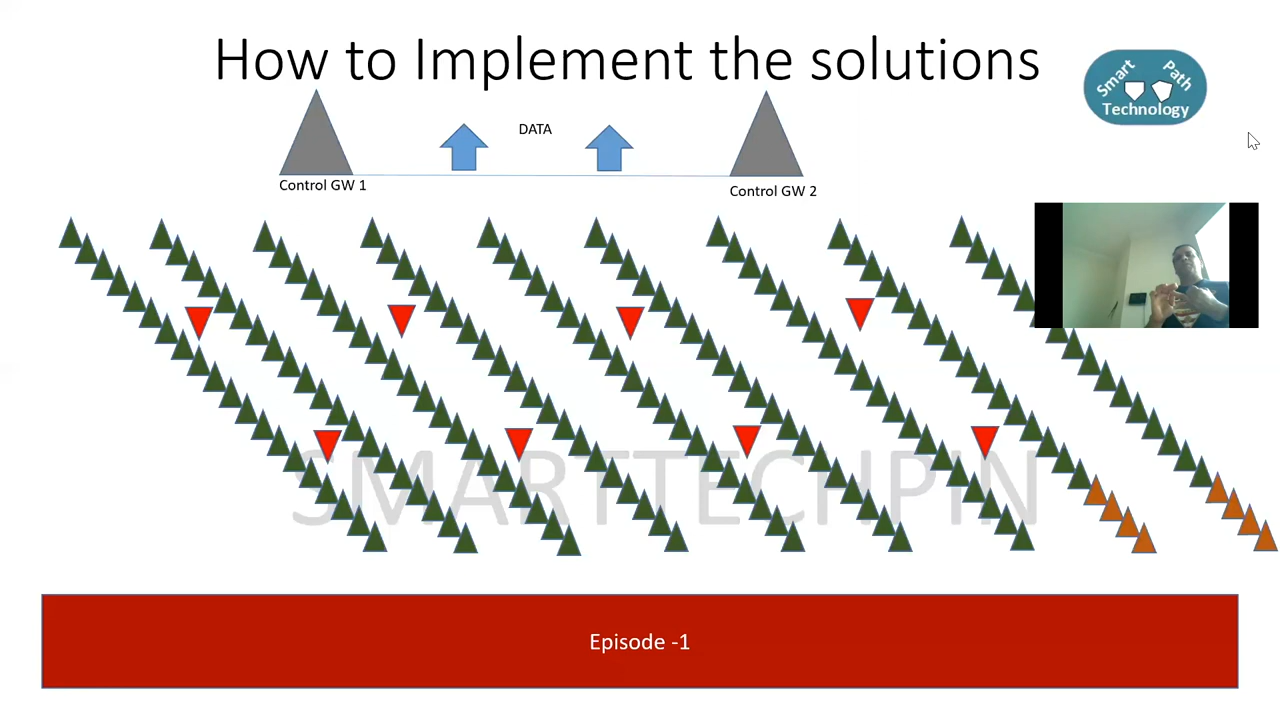 How to Implement the solutions
Smart Path
Technology
DATA
Control GW 1
Control GW 2
SMARTTECHPIN
Episode -1